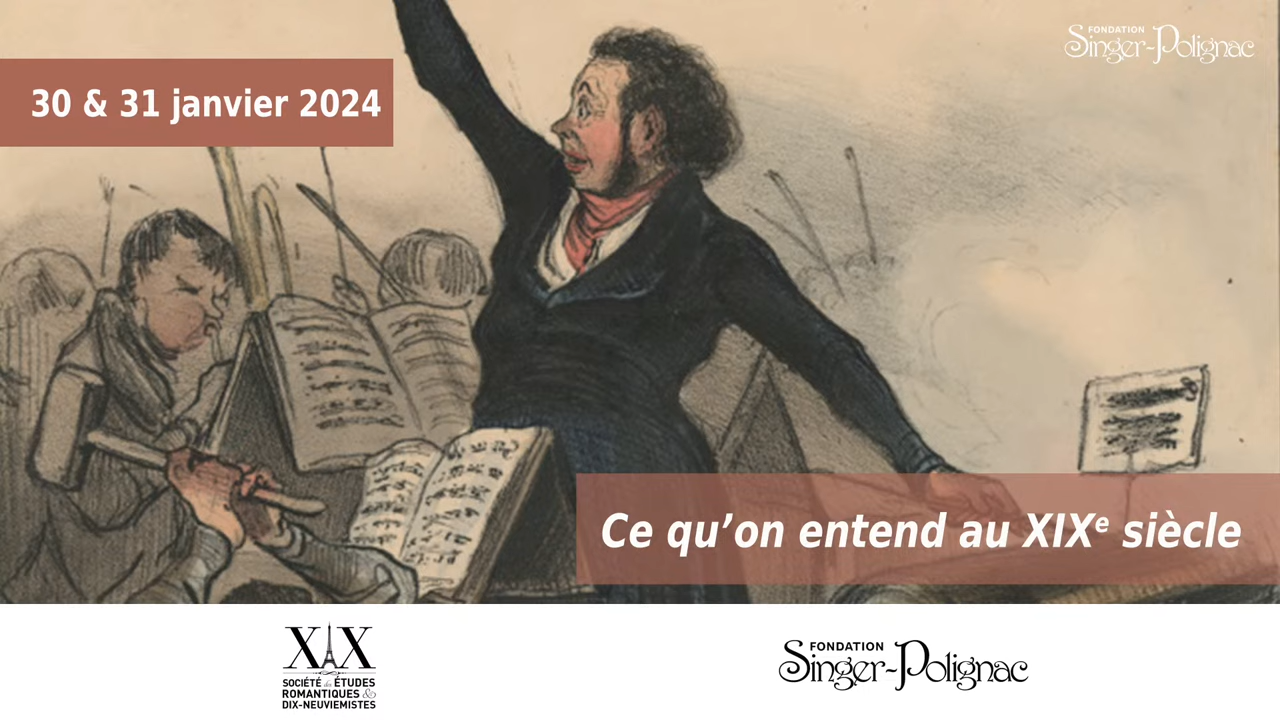 FONDATION
Singer-Polignac
30 & 31 janvier 2024
Ce qu’on entend au XIXe siècle
XIX
SOCIÉTÉ des ÉTUDES
ROMANTIQUES &
DIX-NEUVIEMISTES
FONDATION
Singer-Polignac